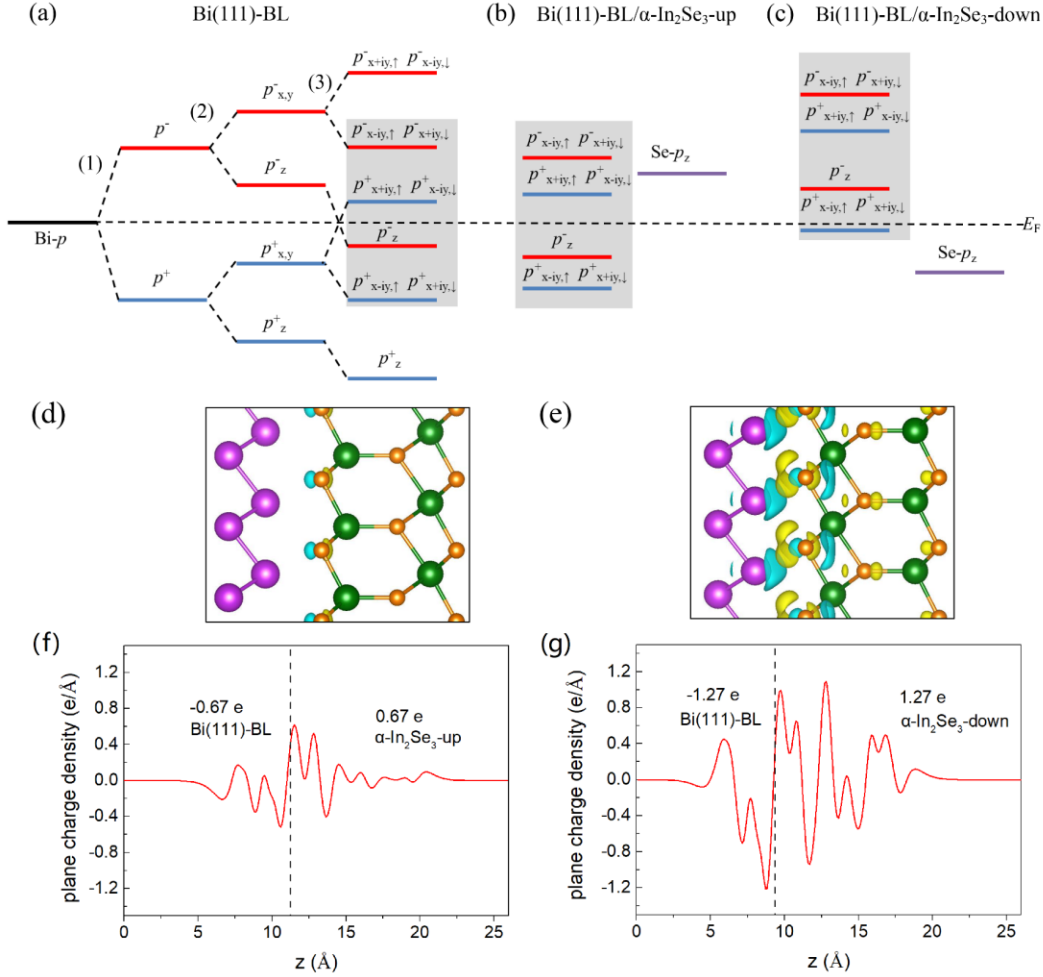 (a) Bi(111)-BL
(b) Bi(111)-BL/α-In₂Se₃-up
(c) Bi(111)-BL/α-In₂Se₃-down
Bi-p
(1)
p⁻
p⁺
(2)
p⁻x,y
p⁻z
p⁺x,y
p⁺z
(3)
p⁻x+iy,↑ p⁻x-iy,↓
p⁻x-iy,↑ p⁻x+iy,↓
p⁺x+iy,↑ p⁺x-iy,↓
p⁻z
p⁺x-iy,↑ p⁺x+iy,↓
p⁺z
p⁻x-iy,↑ p⁻x+iy,↓
p⁺x+iy,↑ p⁺x-iy,↓
p⁻z
p⁺x-iy,↑ p⁺x+iy,↓
Se-pz
p⁻x-iy,↑ p⁻x+iy,↓
p⁺x+iy,↑ p⁺x-iy,↓
p⁻z
p⁺x-iy,↑ p⁺x+iy,↓
EF
Se-pz
(d)
(e)
(f)
plane charge density (e/Å)
1.2
0.8
0.4
0.0
-0.4
-0.8
-1.2
-0.67 e
Bi(111)-BL
0.67 e
α-In₂Se₃-up
0 5 10 15 20 25
z (Å)
(g)
plane charge density (e/Å)
1.2
0.8
0.4
0.0
-0.4
-0.8
-1.2
-1.27 e
Bi(111)-BL
1.27 e
α-In₂Se₃-down
0 5 10 15 20 25
z (Å)